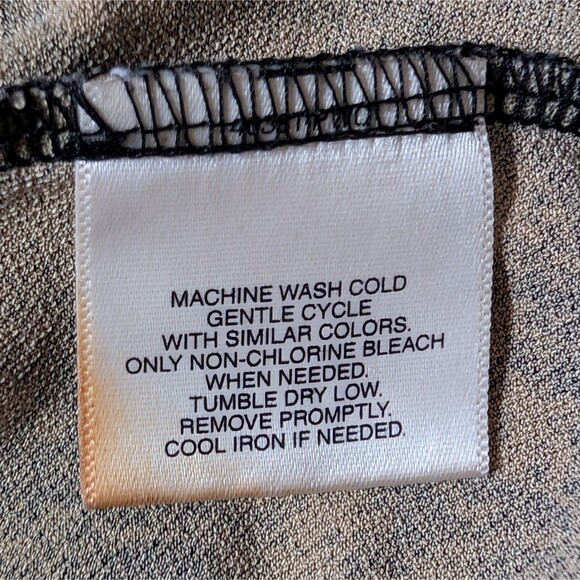 MACHINE WASH COLD
GENTLE CYCLE
WITH SIMILAR COLORS.
ONLY NON-CHLORINE BLEACH
WHEN NEEDED.
TUMBLE DRY LOW.
REMOVE PROMPTLY.
COOL IRON IF NEEDED.